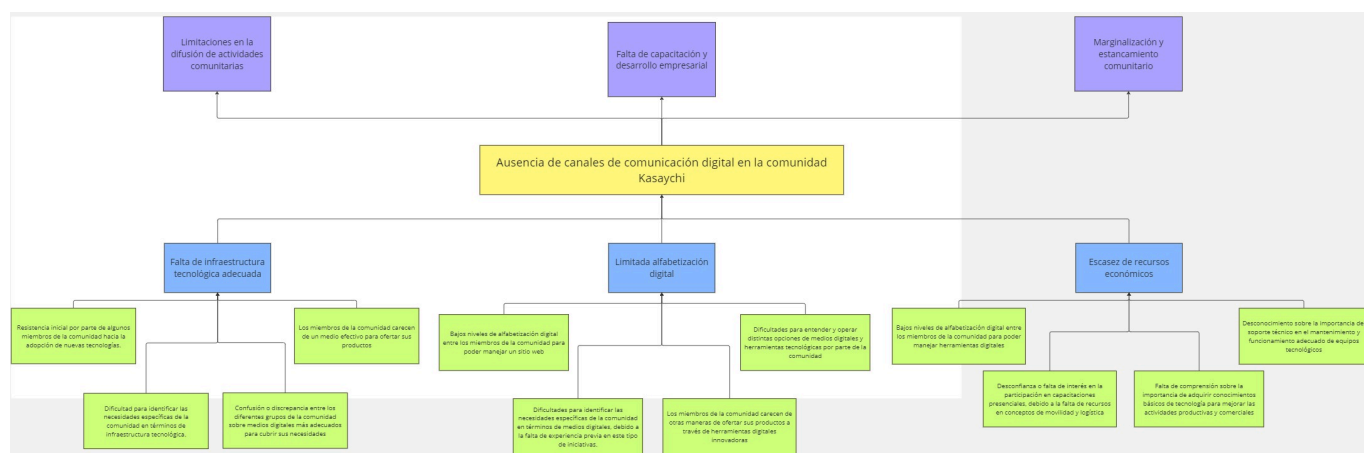 Limitaciones en la
difusión de actividades
comunitarias
Falta de capacitación y
desarrollo empresarial
Marginalización y
estancamiento
comunitario
Ausencia de canales de comunicación digital en la comunidad
Kasaychi
Falta de infraestructura
tecnológica adecuada
Limitada alfabetización
digital
Escasez de recursos
económicos
Resistencia inicial por parte de algunos
miembros de la comunidad hacia la
adopción de nuevas tecnologías.
Los miembros de la comunidad carecen
de un medio efectivo para ofertar sus
productos
Bajos niveles de alfabetización digital
entre los miembros de la comunidad para
poder manejar un sitio web
Dificultades para entender y operar
distintas opciones de medios digitales y
herramientas tecnológicas por parte de la
comunidad
Bajos niveles de alfabetización digital entre
los miembros de la comunidad para poder
manejar herramientas digitales
Desconocimiento sobre la importancia del
soporte técnico en el mantenimiento y
funcionamiento adecuado de equipos
tecnológicos
Dificultad para identificar las
necesidades específicas de la
comunidad en términos de
infraestructura tecnológica.
Confusión o discrepancia entre los
diferentes grupos de la comunidad
sobre medios digitales más adecuados
para cubrir sus necesidades
Dificultades para identificar las
necesidades específicas de la comunidad
en términos de medios digitales, debido a
la falta de experiencia previa en este tipo
de iniciativas.
Los miembros de la comunidad carecen de
otras maneras de ofertar sus productos a
través de herramientas digitales
innovadoras
Desconfianza o falta de interés en la
participación en capacitaciones
presenciales, debido a la falta de recursos
en conceptos de movilidad y logística
Falta de comprensión sobre la
importancia de adquirir conocimientos
básicos de tecnología para mejorar las
actividades productivas y comerciales